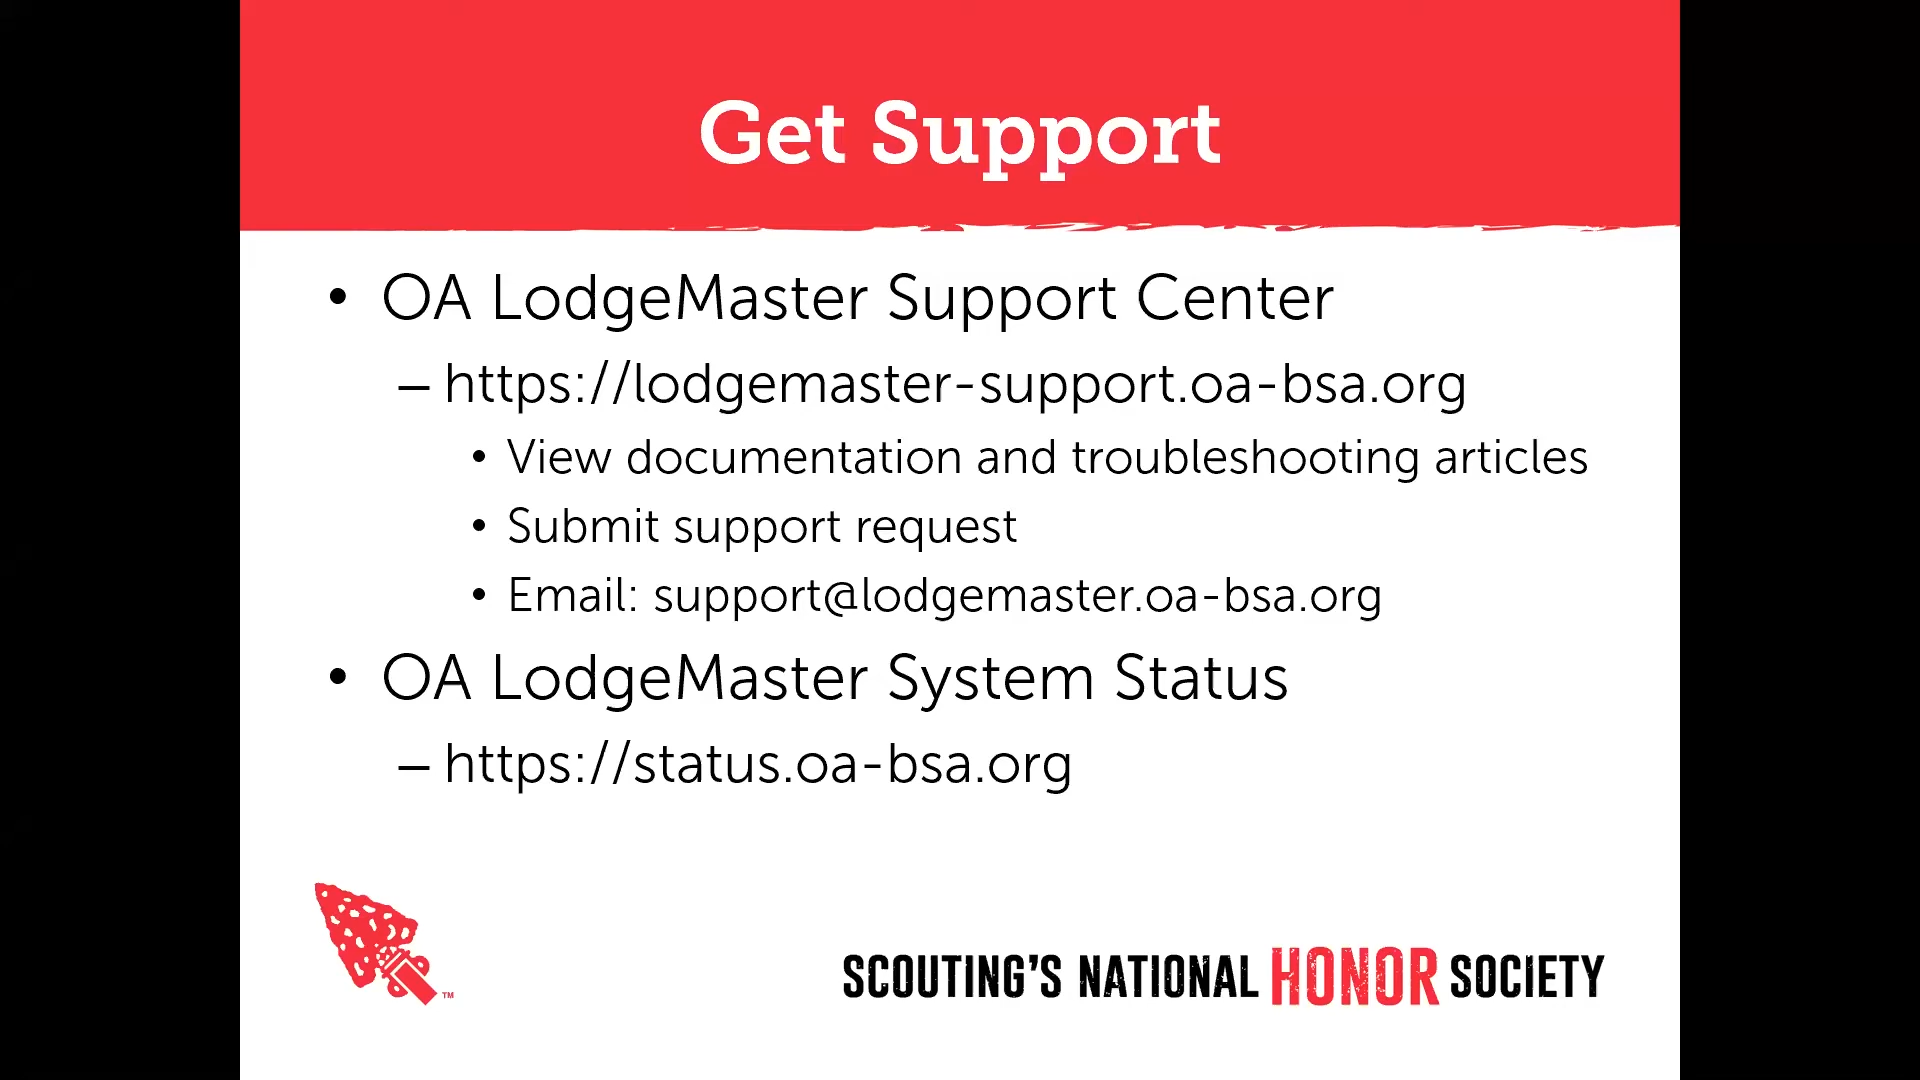 Get Support
• OA LodgeMaster Support Center
– https://lodgemaster-support.oa-bsa.org
• View documentation and troubleshooting articles
• Submit support request
• Email: support@lodgemaster.oa-bsa.org
• OA LodgeMaster System Status
– https://status.oa-bsa.org
TM
SCOUTING'S NATIONAL HONOR SOCIETY